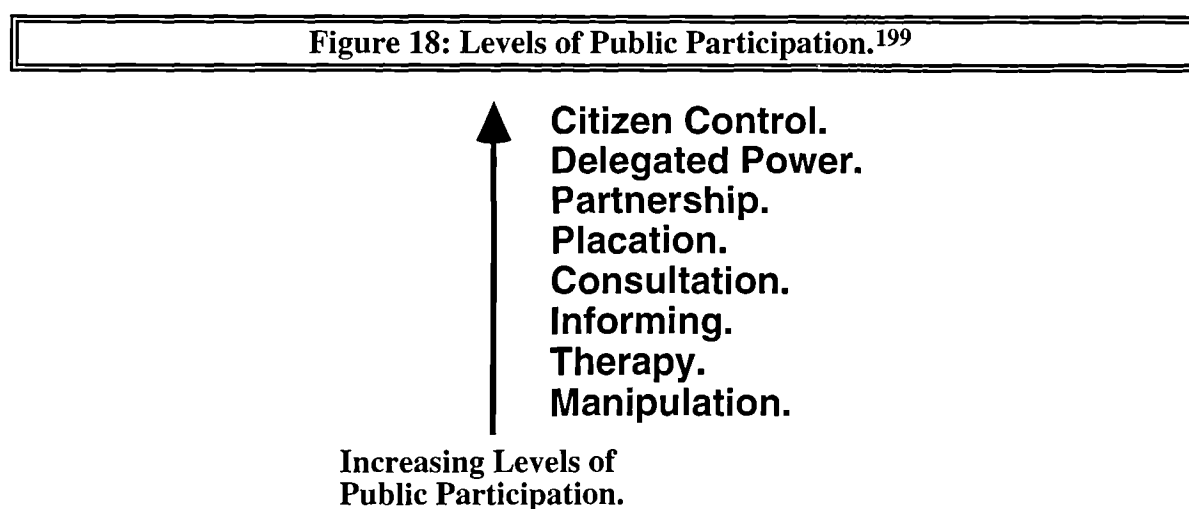 Figure 18: Levels of Public Participation.199
Citizen Control.
Delegated Power.
Partnership.
Placation.
Consultation.
Informing.
Therapy.
Manipulation.
Increasing Levels of
Public Participation.